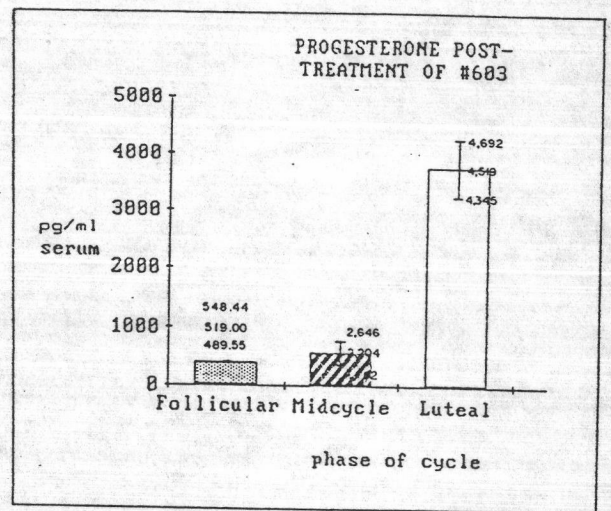 PROGESTERONE POST-
TREATMENT OF #603
5000
4000
3000
2000
1000
0
pg/ml
serum
548.44
519.00
489.55
2,646
4,692
4,519
4,345
Follicular Midcycle Luteal
phase of cycle